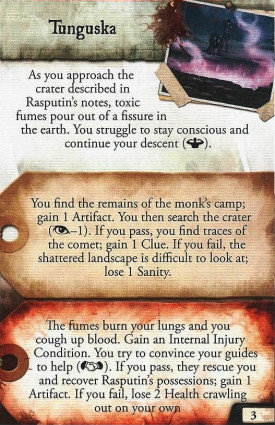 Tunguska
As you approach the
crater described in
Rasputin's notes, toxic
fumes pour out of a fissure in
the earth. You struggle to stay conscious and
continue your descent ( ).
You find the remains of the monk's camp;
gain 1 Artifact. You then search the crater
( –1). If you pass, you find traces of
the comet; gain 1 Clue. If you fail, the
shattered landscape is difficult to look at;
lose 1 Sanity.
The fumes burn your lungs and you
cough up blood. Gain an Internal Injury
Condition. You try to convince your guides
to help ( ). If you pass, they rescue you
and recover Rasputin's possessions; gain 1
Artifact. If you fail, lose 2 Health crawling
out on your own
3